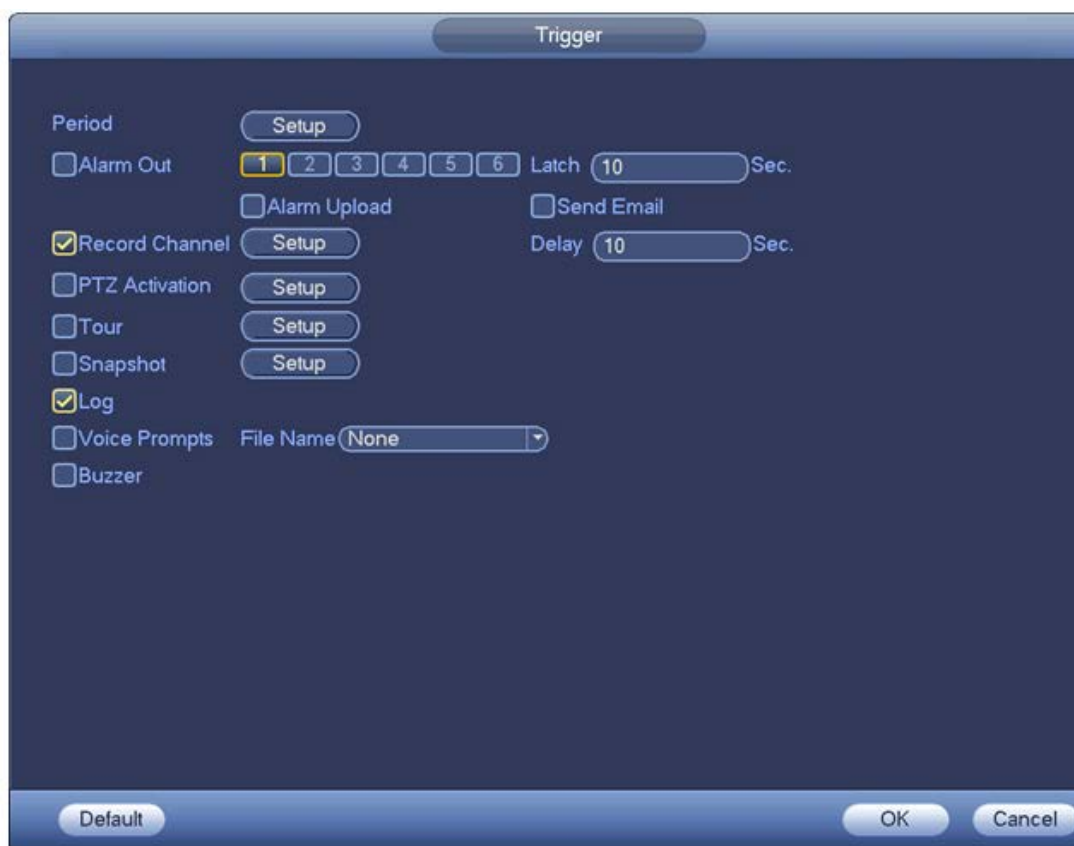 Trigger
Period Setup
Alarm Out 1 2 3 4 5 6 Latch 10 Sec.
Alarm Upload Send Email
Record Channel Setup Delay 10 Sec.
PTZ Activation Setup
Tour Setup
Snapshot Setup
Log
Voice Prompts File Name None
Buzzer
Default OK Cancel